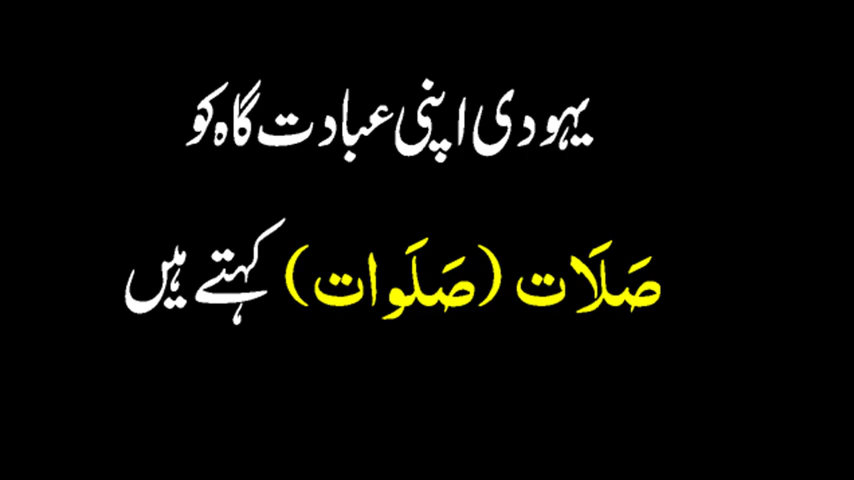 یہودی اپنی عبادت گاہ کو
صَلَات (صَلَوات) کہتے ہیں